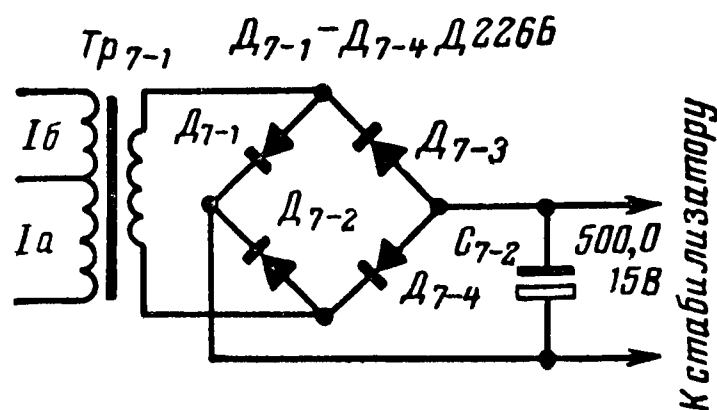 Тр7-1
Д7-1-Д7-4 Д226Б
Iб
Iа
Д7-1
Д7-3
Д7-2
Д7-4
С7-2
500,0
15В
К стабилизатору